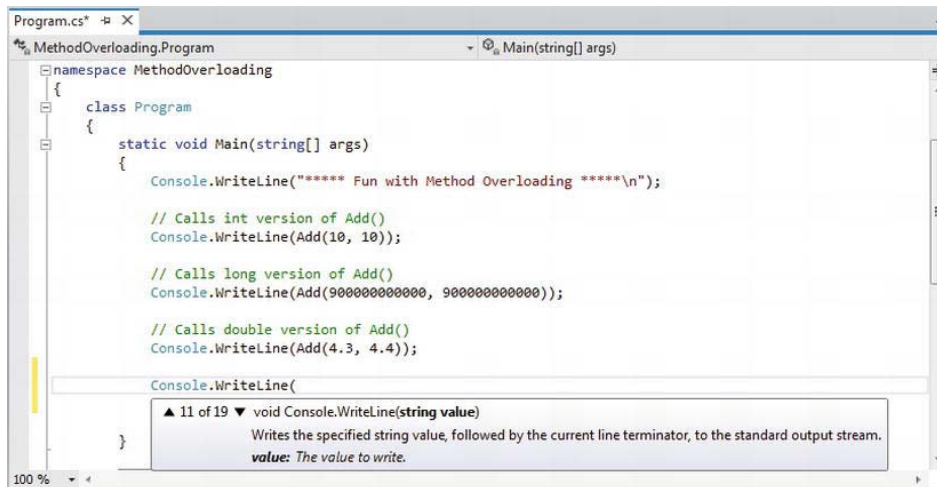 Program.cs*
MethodOverloading.Program
Main(string[] args)
namespace MethodOverloading
{
class Program
{
static void Main(string[] args)
{
Console.WriteLine("***** Fun with Method Overloading *****\n");
// Calls int version of Add()
Console.WriteLine(Add(10, 10));
// Calls long version of Add()
Console.WriteLine(Add(900000000000, 900000000000));
// Calls double version of Add()
Console.WriteLine(Add(4.3, 4.4));
Console.WriteLine(
▲ 11 of 19 ▼ void Console.WriteLine(string value)
Writes the specified string value, followed by the current line terminator, to the standard output stream.
value: The value to write.
}
100 %